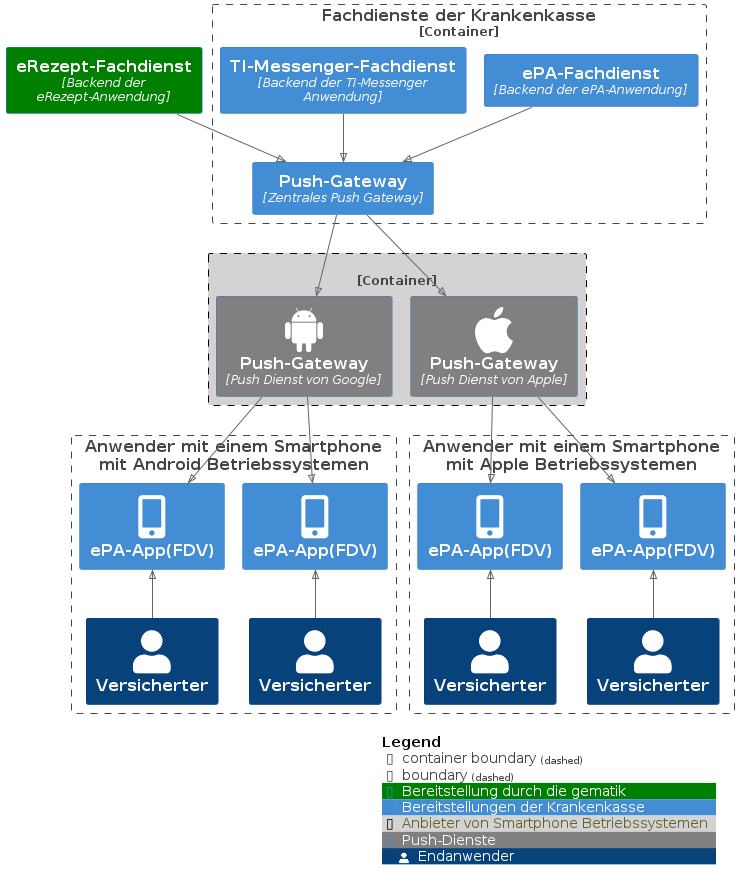 Fachdienste der Krankenkasse
[Container]
eRezept-Fachdienst
[Backend der
eRezept-Anwendung]
TI-Messenger-Fachdienst
[Backend der TI-Messenger
Anwendung]
ePA-Fachdienst
[Backend der ePA-Anwendung]
Push-Gateway
[Zentrales Push Gateway]
[Container]
Push-Gateway
[Push Dienst von Google]
Push-Gateway
[Push Dienst von Apple]
Anwender mit einem Smartphone
mit Android Betriebssystemen
Anwender mit einem Smartphone
mit Apple Betriebssystemen
ePA-App(FDV)
ePA-App(FDV)
ePA-App(FDV)
ePA-App(FDV)
Versicherter
Versicherter
Versicherter
Versicherter
Legend
container boundary (dashed)
boundary (dashed)
Bereitstellung durch die gematik
Bereitstellungen der Krankenkasse
Anbieter von Smartphone Betriebssystemen
Push-Dienste
Endanwender